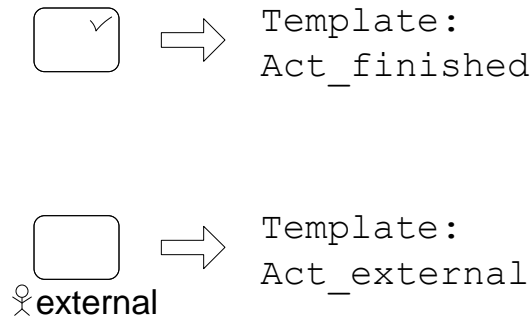 Template:
Act_finished
Template:
Act_external
external